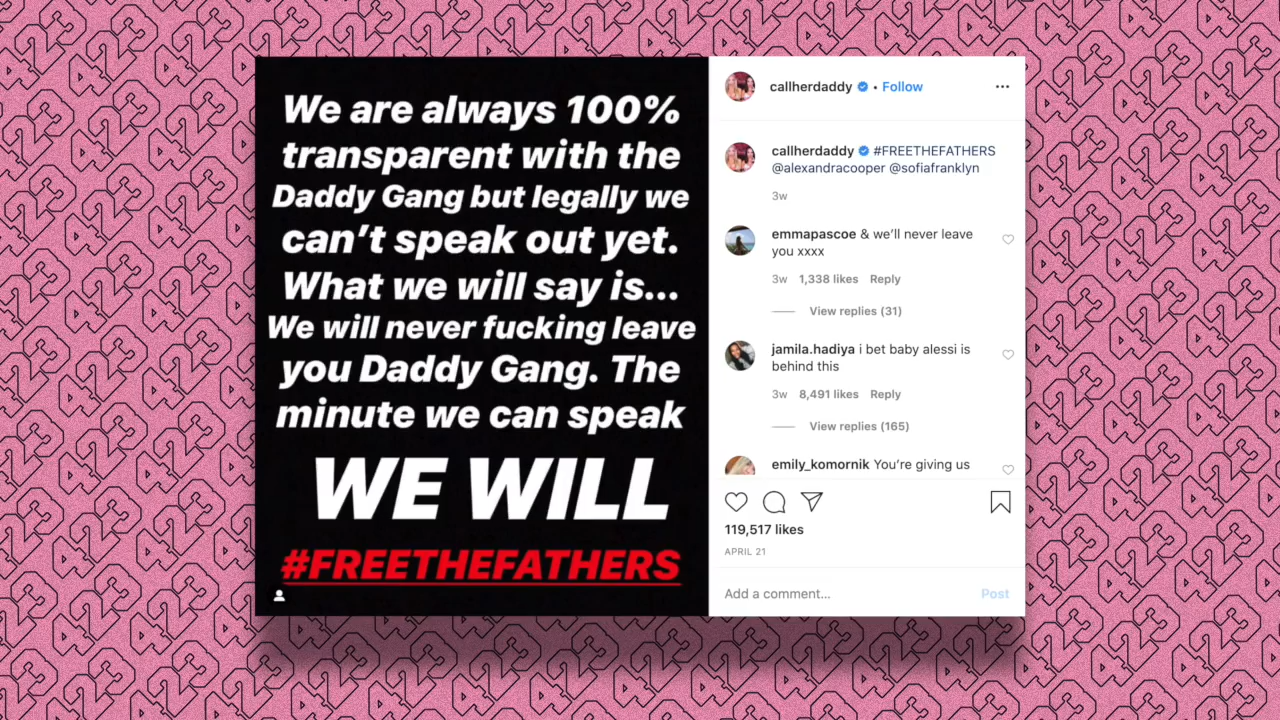 We are always 100%
transparent with the
Daddy Gang but legally we
can't speak out yet.
What we will say is...
We will never fucking leave
you Daddy Gang. The
minute we can speak
WE WILL
#FREETHEFATHERS
callherdaddy • Follow
callherdaddy #FREETHEFATHERS
@alexandracooper @sofiafranklyn
3w
emmapascoe & we'll never leave
you xxxx
3w 1,338 likes Reply
View replies (31)
jamila.hadiya i bet baby alessi is
behind this
3w 8,491 likes Reply
View replies (165)
emily_komornik You're giving us
119,517 likes
APRIL 21
Add a comment... Post